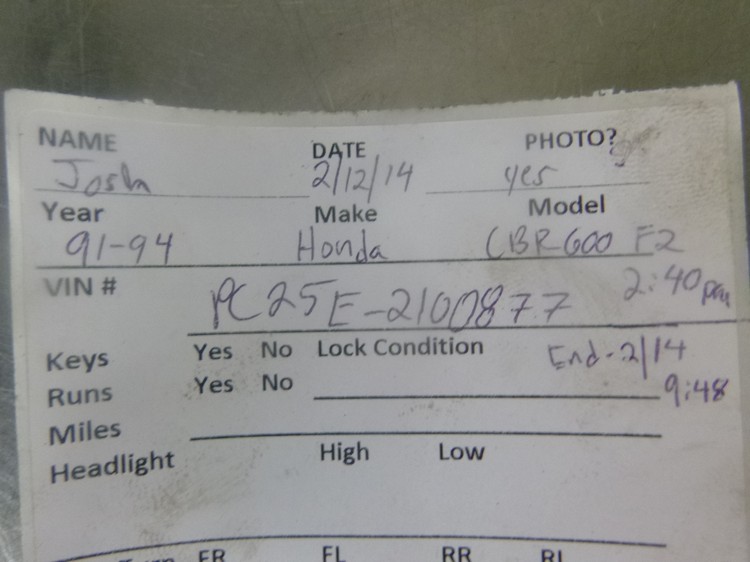 NAME DATE PHOTO?
Josh 2/12/14 yes
Year Make Model
91-94 Honda CBR600 F2
VIN # PC25E-2100877 2:40 pm
Keys Yes No Lock Condition End-2/14
Runs Yes No 9:48
Miles
Headlight High Low
FR FL RR RL